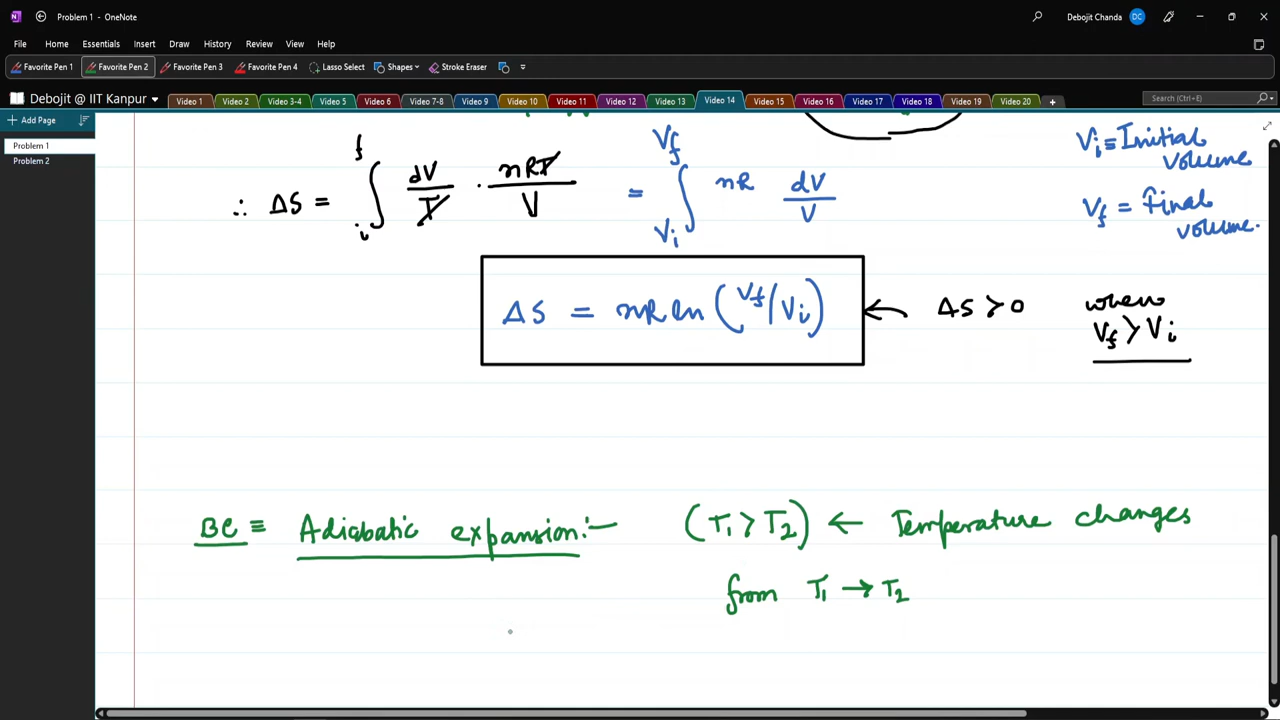 Problem 1 - OneNote
Debojit Chanda DC
File Home Essentials Insert Draw History Review View Help
Favorite Pen 1 Favorite Pen 2 Favorite Pen 3 Favorite Pen 4 Lasso Select Shapes Stroke Eraser
Debojit @ IIT Kanpur Video 1 Video 2 Video 3-4 Video 5 Video 6 Video 7-8 Video 9 Video 10 Video 11 Video 12 Video 13 Video 14 Video 15 Video 16 Video 17 Video 18 Video 19 Video 20 + Search (Ctrl+E)
+ Add Page
Problem 1
Problem 2
Vi ≡ Initial volume
∴ ΔS = ∫_i^f dV/T · nRT/V = ∫_Vi^Vf nR dV/V
Vf = Final volume.
ΔS = nR ln (Vf/Vi) ← ΔS > 0 when Vf > Vi
BC ≡ Adiabatic expansion:- (T₁ > T₂) ← Temperature changes
from T₁ → T₂